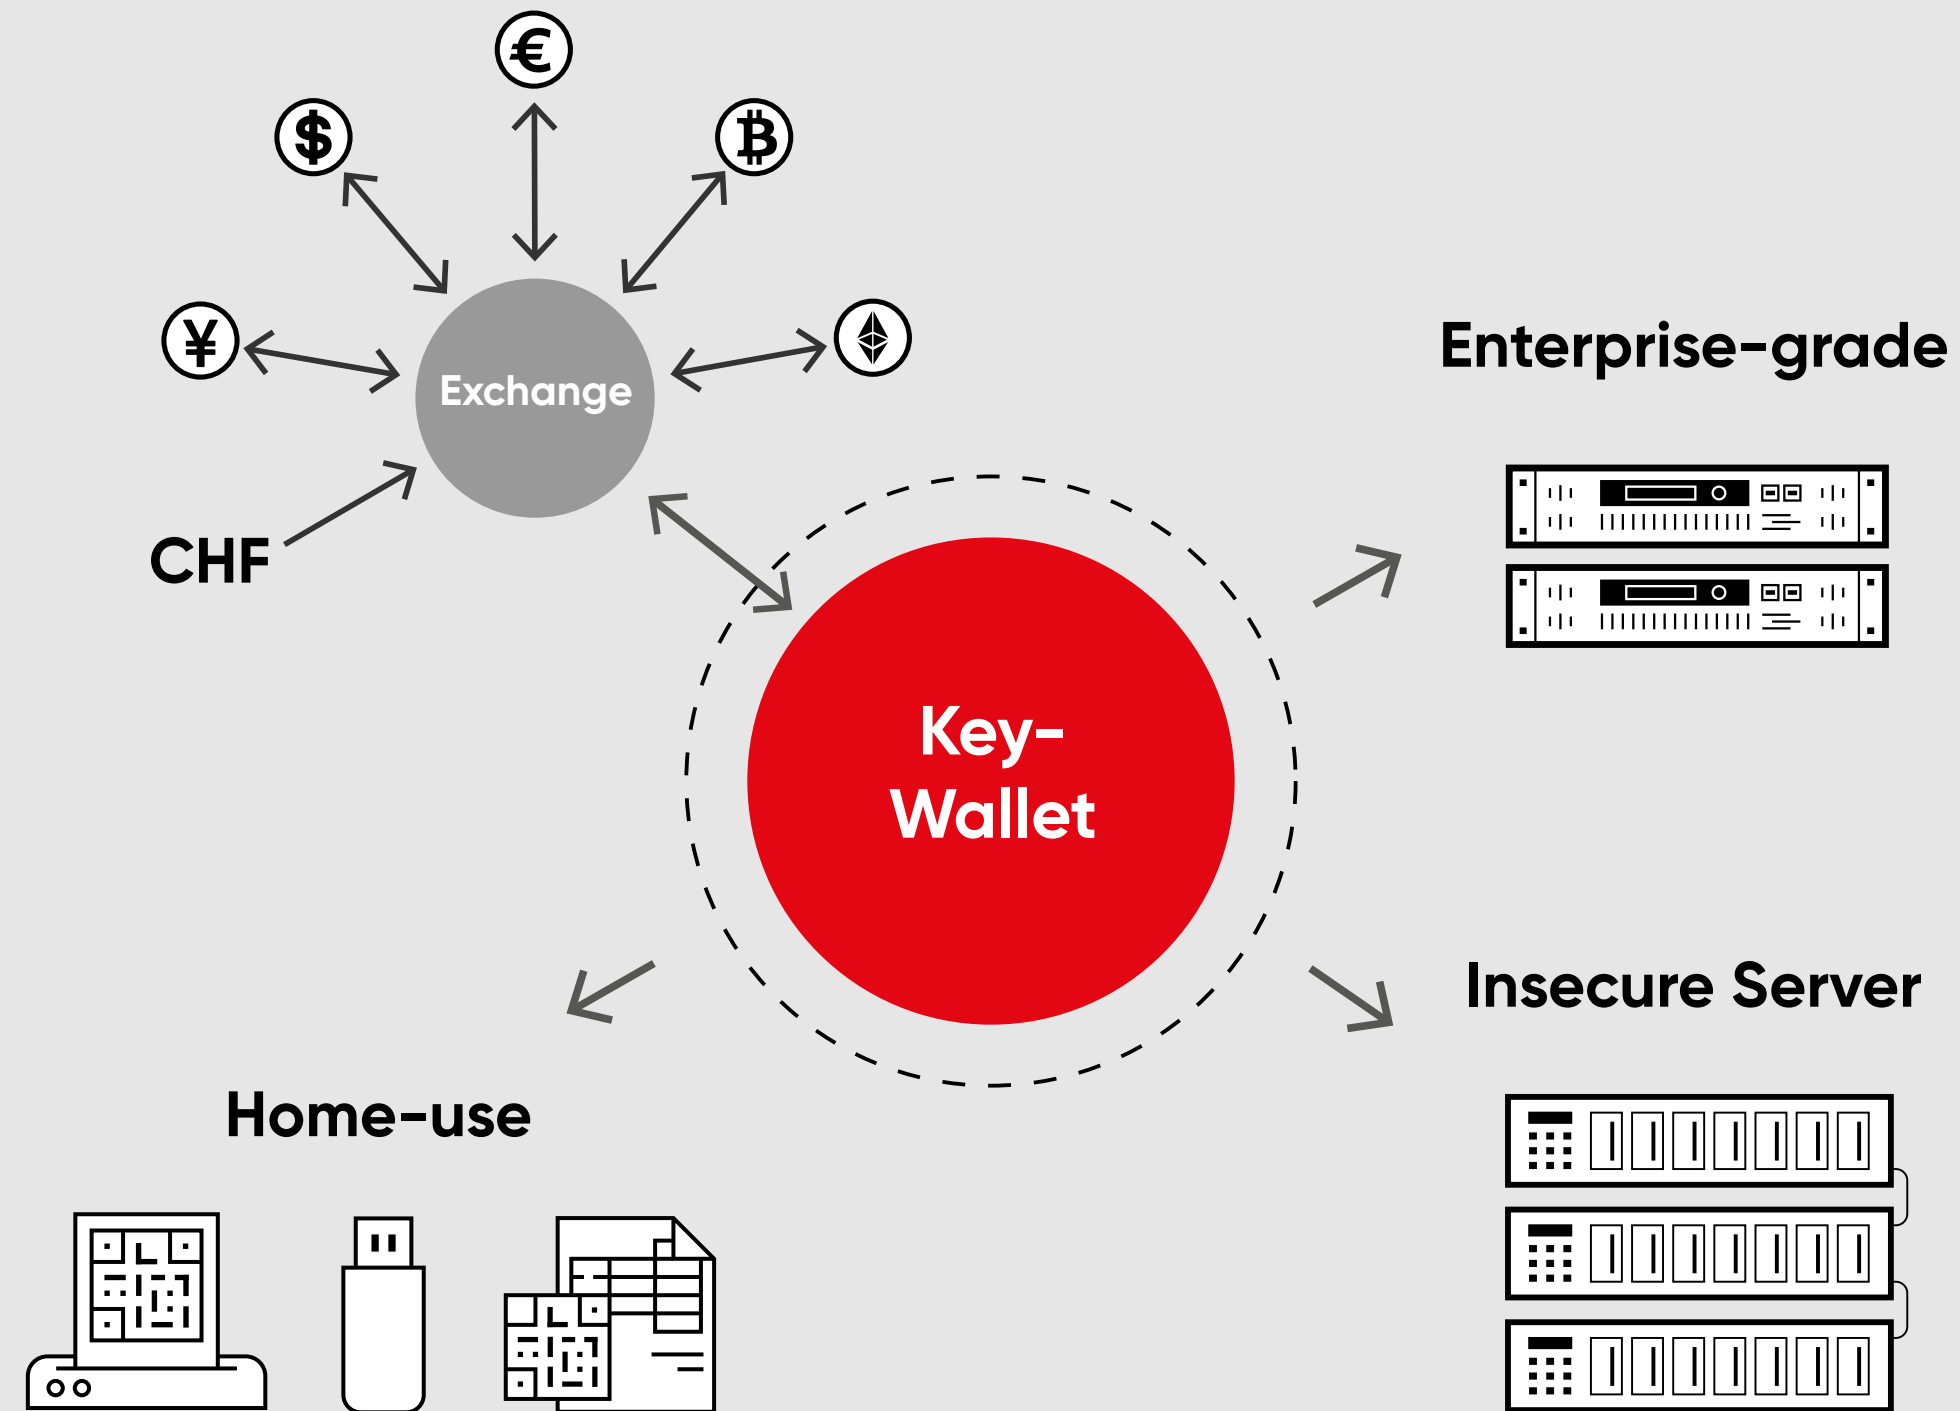 €
$
₿
¥
Exchange
CHF
Enterprise-grade
Key-
Wallet
Insecure Server
Home-use